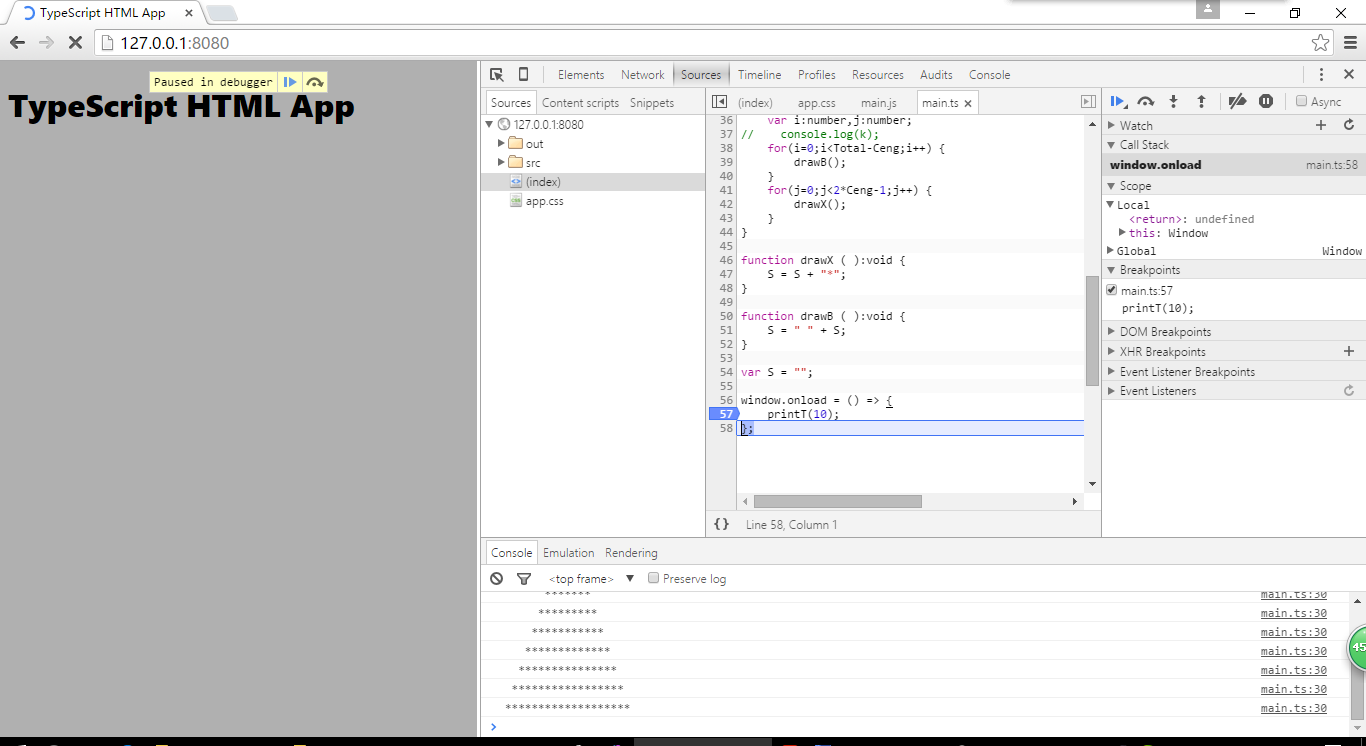 TypeScript HTML App
127.0.0.1:8080
Paused in debugger
TypeScript HTML App
Elements Network Sources Timeline Profiles Resources Audits Console
Sources Content scripts Snippets
127.0.0.1:8080
out
src
(index)
app.css
(index) app.css main.js main.ts
36 var i:number,j:number;
37 // console.log(k);
38 for(i=0;i<Total-Ceng;i++) {
39 drawB();
40 }
41 for(j=0;j<2*Ceng-1;j++) {
42 drawX();
43 }
44 }
45
46 function drawX ( ):void {
47 S = S + "*";
48 }
49
50 function drawB ( ):void {
51 S = " " + S;
52 }
53
54 var S = "";
55
56 window.onload = () => {
57 printT(10);
58 };
{} Line 58, Column 1
Async
Watch
Call Stack
window.onload main.ts:58
Scope
Local
<return>: undefined
this: Window
Global Window
Breakpoints
main.ts:57
printT(10);
DOM Breakpoints
XHR Breakpoints
Event Listener Breakpoints
Event Listeners
Console Emulation Rendering
<top frame> Preserve log
******* main.ts:30
********* main.ts:30
*********** main.ts:30
************* main.ts:30
*************** main.ts:30
***************** main.ts:30
******************* main.ts:30
45